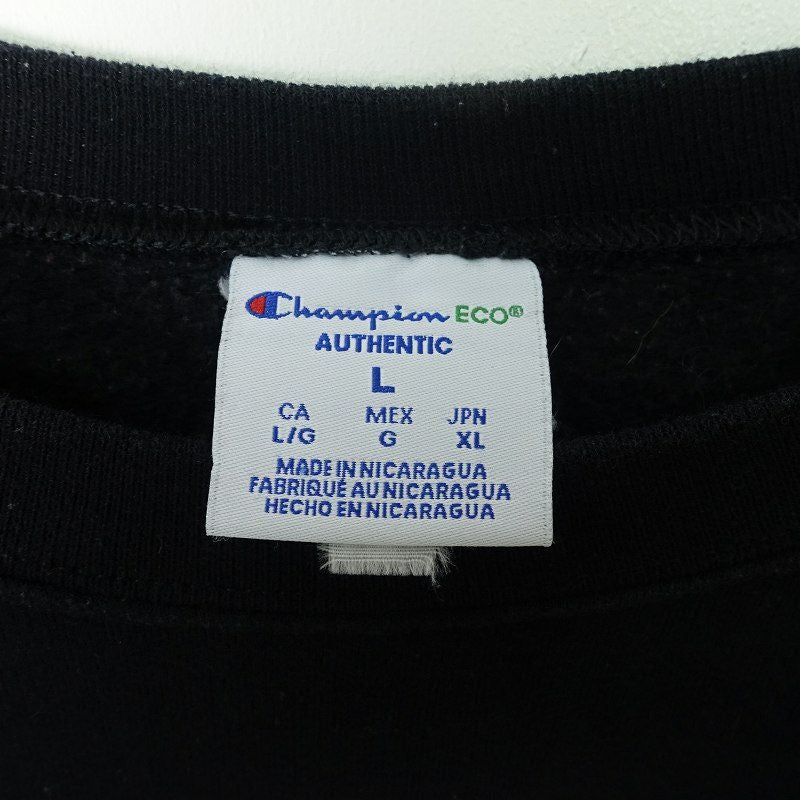 Champion ECO®
AUTHENTIC
L
CA MEX JPN
L/G G XL
MADE IN NICARAGUA
FABRIQUÉ AU NICARAGUA
HECHO EN NICARAGUA